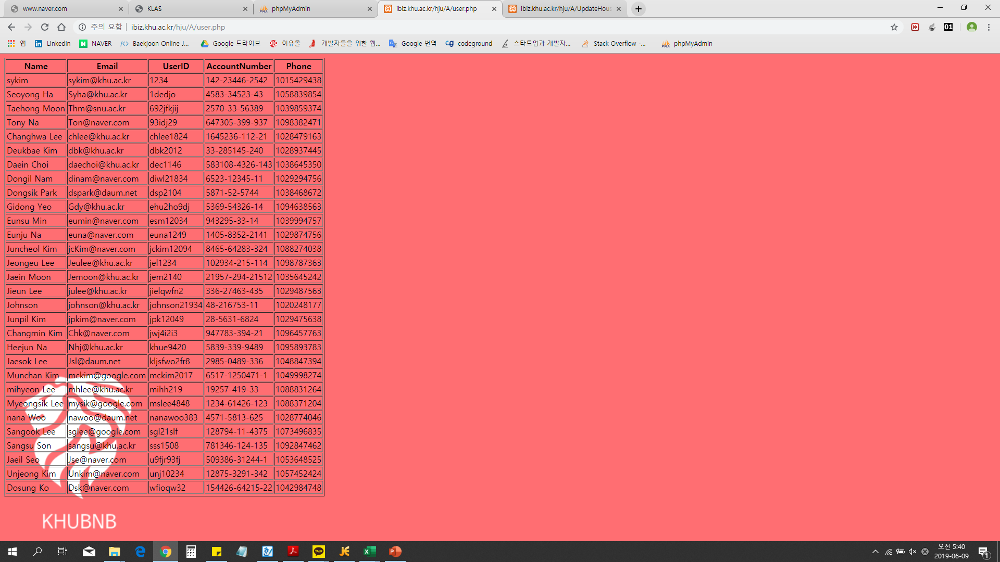 www.naver.com
KLAS
phpMyAdmin
ibiz.khu.ac.kr/hju/A/user.php
ibiz.khu.ac.kr/hju/A/UpdateHous
주의 요함 ibiz.khu.ac.kr/hju/A/user.php
앱 LinkedIn NAVER Baekjoon Online J... Google 드라이브 이유몰 개발자들을 위한 웹... Google 번역 codeground 스타트업과 개발자... Stack Overflow -... phpMyAdmin
Name Email UserID AccountNumber Phone
sykim sykim@khu.ac.kr 1234 142-23446-2542 1015429438
Seoyong Ha Syha@khu.ac.kr 1dedjo 4583-34523-43 1058839854
Taehong Moon Thm@snu.ac.kr 692jfkjij 2570-33-56389 1039859374
Tony Na Ton@naver.com 93idj29 647305-399-937 1098382471
Changhwa Lee chlee@khu.ac.kr chlee1824 1645236-112-21 1028479163
Deukbae Kim dbk@khu.ac.kr dbk2012 33-285145-240 1028937445
Daein Choi daechoi@khu.ac.kr dec1146 583108-4326-143 1038645350
Dongil Nam dinam@naver.com diwl21834 6523-12345-11 1029294756
Dongsik Park dspark@daum.net dsp2104 5871-52-5744 1038468672
Gidong Yeo Gdy@khu.ac.kr ehu2ho9dj 5369-54326-14 1094638563
Eunsu Min eumin@naver.com esm12034 943295-33-14 1039994757
Eunju Na euna@naver.com euna1249 1405-8352-2141 1029874756
Juncheol Kim jcKim@naver.com jckim12094 8465-64283-324 1088274038
Jeongeu Lee Jeulee@khu.ac.kr jel1234 102934-215-114 1098787363
Jaein Moon Jemoon@khu.ac.kr jem2140 21957-294-21512 1035645242
Jieun Lee julee@khu.ac.kr jielqwfn2 336-27463-435 1029487563
Johnson johnson@khu.ac.kr johnson21934 48-216753-11 1020248177
Junpil Kim jpkim@naver.com jpk12049 28-5631-6824 1029475638
Changmin Kim Chk@naver.com jwj4i2i3 947783-394-21 1096457763
Heejun Na Nhj@khu.ac.kr khue9420 5839-339-9489 1095893783
Jaesok Lee Jsl@daum.net kljsfwo2fr8 2985-0489-336 1048847394
Munchan Kim mckim@google.com mckim2017 6517-1250471-1 1049998274
mihyeon Lee mhlee@khu.ac.kr mihh219 19257-419-33 1088831264
Myeongsik Lee mysik@google.com mslee4848 1234-61426-123 1088371204
nana Woo nawoo@daum.net nanawoo383 4571-5813-625 1028774046
Sangook Lee sglee@google.com sgl21slf 128794-11-4375 1073496835
Sangsu Son sangsu@khu.ac.kr sss1508 781346-124-135 1092847462
Jaeil Seo Jse@naver.com u9fjr93fj 509386-31244-1 1053648525
Unjeong Kim Unkim@naver.com unj10234 12875-3291-342 1057452424
Dosung Ko Dsk@naver.com wfioqw32 154426-64215-22 1042984748
KHUBNB
오전 5:40
2019-06-09